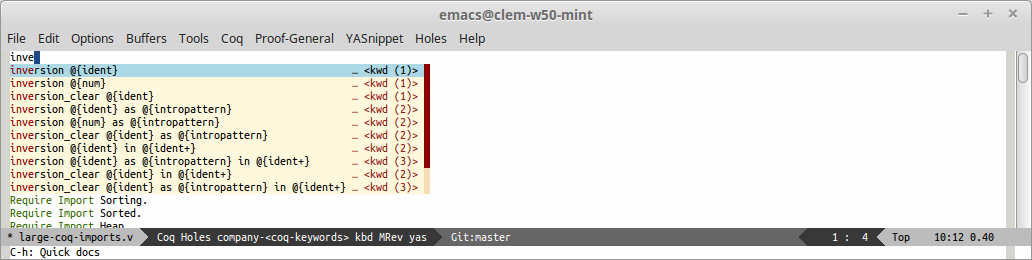 emacs@clem-w50-mint
File Edit Options Buffers Tools Coq Proof-General YASnippet Holes Help
inve
inversion @{ident} … <kwd (1)>
inversion @{num} … <kwd (1)>
inversion_clear @{ident} … <kwd (1)>
inversion @{ident} as @{intropattern} … <kwd (2)>
inversion @{num} as @{intropattern} … <kwd (2)>
inversion_clear @{ident} as @{intropattern} … <kwd (2)>
inversion @{ident} in @{ident+} … <kwd (2)>
inversion @{ident} as @{intropattern} in @{ident+} … <kwd (3)>
inversion_clear @{ident} in @{ident+} … <kwd (2)>
inversion_clear @{ident} as @{intropattern} in @{ident+} … <kwd (3)>
Require Import Sorting.
Require Import Sorted.
Require Import Heap
* large-coq-imports.v Coq Holes company-<coq-keywords> kbd MRev yas Git:master 1 : 4 Top 10:12 0.40
C-h: Quick docs